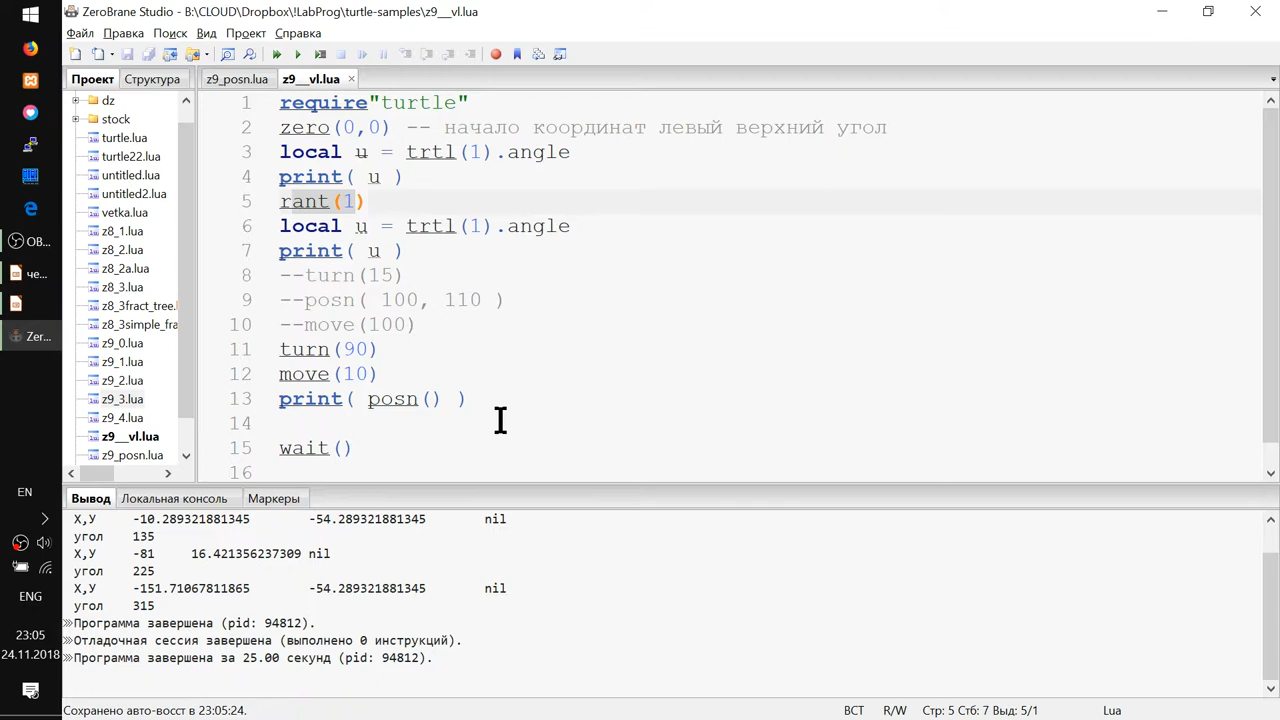 ZeroBrane Studio - B:\CLOUD\Dropbox\!LabProg\turtle-samples\z9__vl.lua
Файл Правка Поиск Вид Проект Справка
Проект Структура
z9_posn.lua z9__vl.lua
dz
stock
turtle.lua
turtle22.lua
untitled.lua
untitled2.lua
vetka.lua
z8_1.lua
z8_2.lua
z8_2a.lua
z8_3.lua
z8_3fract_tree.l
z8_3simple_fra
z9_0.lua
z9_1.lua
z9_2.lua
z9_3.lua
z9_4.lua
z9__vl.lua
z9_posn.lua
1 require"turtle"
2 zero(0,0) -- начало координат левый верхний угол
3 local u = trtl(1).angle
4 print( u )
5 rant(1)
6 local u = trtl(1).angle
7 print( u )
8 --turn(15)
9 --posn( 100, 110 )
10 --move(100)
11 turn(90)
12 move(10)
13 print( posn() )
14
15 wait()
16
Вывод Локальная консоль Маркеры
X,У -10.289321881345 -54.289321881345 nil
угол 135
X,У -81 16.421356237309 nil
угол 225
X,У -151.71067811865 -54.289321881345 nil
угол 315
Программа завершена (pid: 94812).
Отладочная сессия завершена (выполнено 0 инструкций).
Программа завершена за 25.00 секунд (pid: 94812).
Сохранено авто-восст в 23:05:24. ВСТ R/W Стр: 5 Стб: 7 Выд: 5/1 Lua
OB...
че...
Zer...
EN
ENG
23:05
24.11.2018